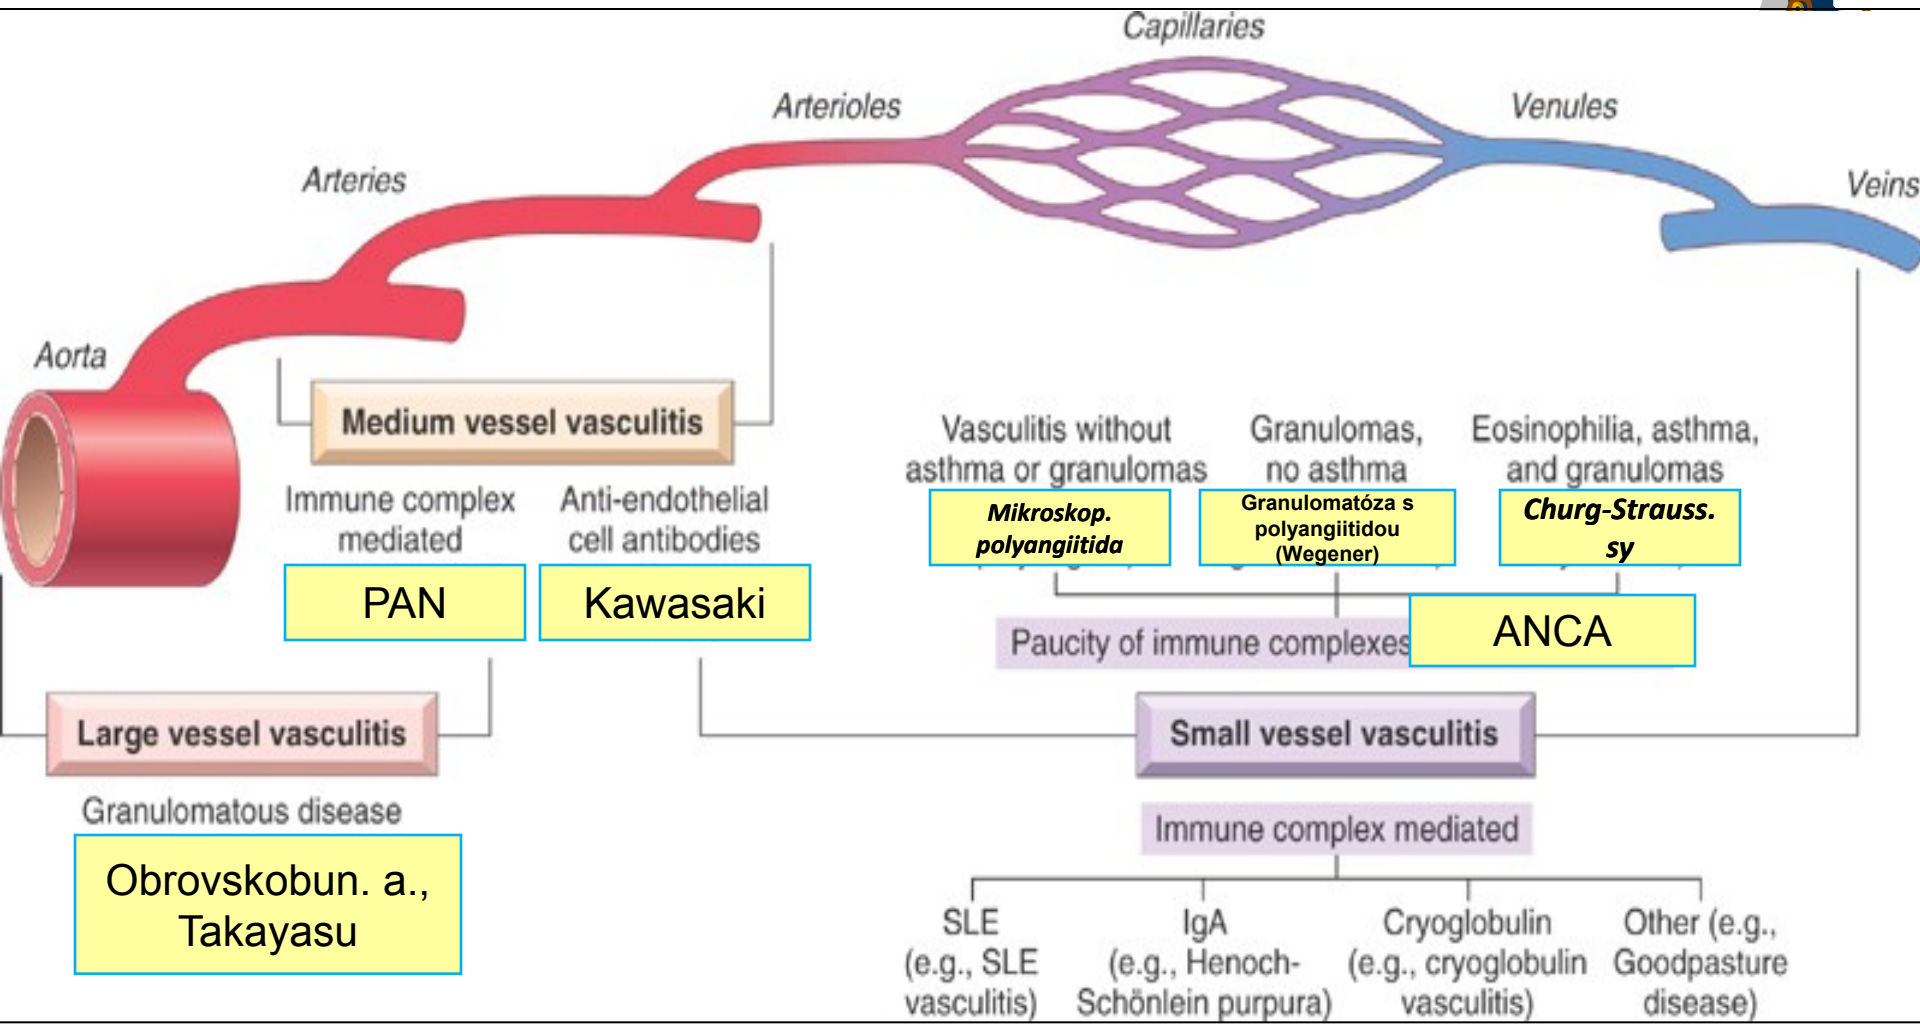 Capillaries
Arterioles
Venules
Arteries
Veins
Aorta
Medium vessel vasculitis
Immune complex
mediated
PAN
Anti-endothelial
cell antibodies
Kawasaki
Vasculitis without
asthma or granulomas
Mikroskop.
polyangiitida
Granulomas,
no asthma
Granulomatóza s
polyangiitidou
(Wegener)
Eosinophilia, asthma,
and granulomas
Churg-Strauss.
sy
Paucity of immune complexes
ANCA
Large vessel vasculitis
Granulomatous disease
Obrovskobun. a.,
Takayasu
Small vessel vasculitis
Immune complex mediated
SLE
(e.g., SLE
vasculitis)
IgA
(e.g., Henoch-
Schönlein purpura)
Cryoglobulin
(e.g., cryoglobulin
vasculitis)
Other (e.g.,
Goodpasture
disease)